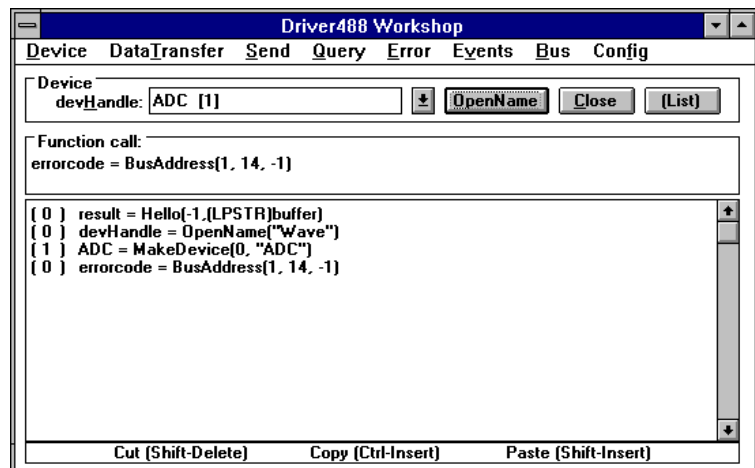 Driver488 Workshop
Device DataTransfer Send Query Error Events Bus Config
Device
devHandle: ADC [1] OpenName Close (List)
Function call:
errorcode = BusAddress(1, 14, -1)
( 0 ) result = Hello(-1,(LPSTR)buffer)
( 0 ) devHandle = OpenName("Wave")
( 1 ) ADC = MakeDevice(0, "ADC")
( 0 ) errorcode = BusAddress(1, 14, -1)
Cut (Shift-Delete) Copy (Ctrl-Insert) Paste (Shift-Insert)